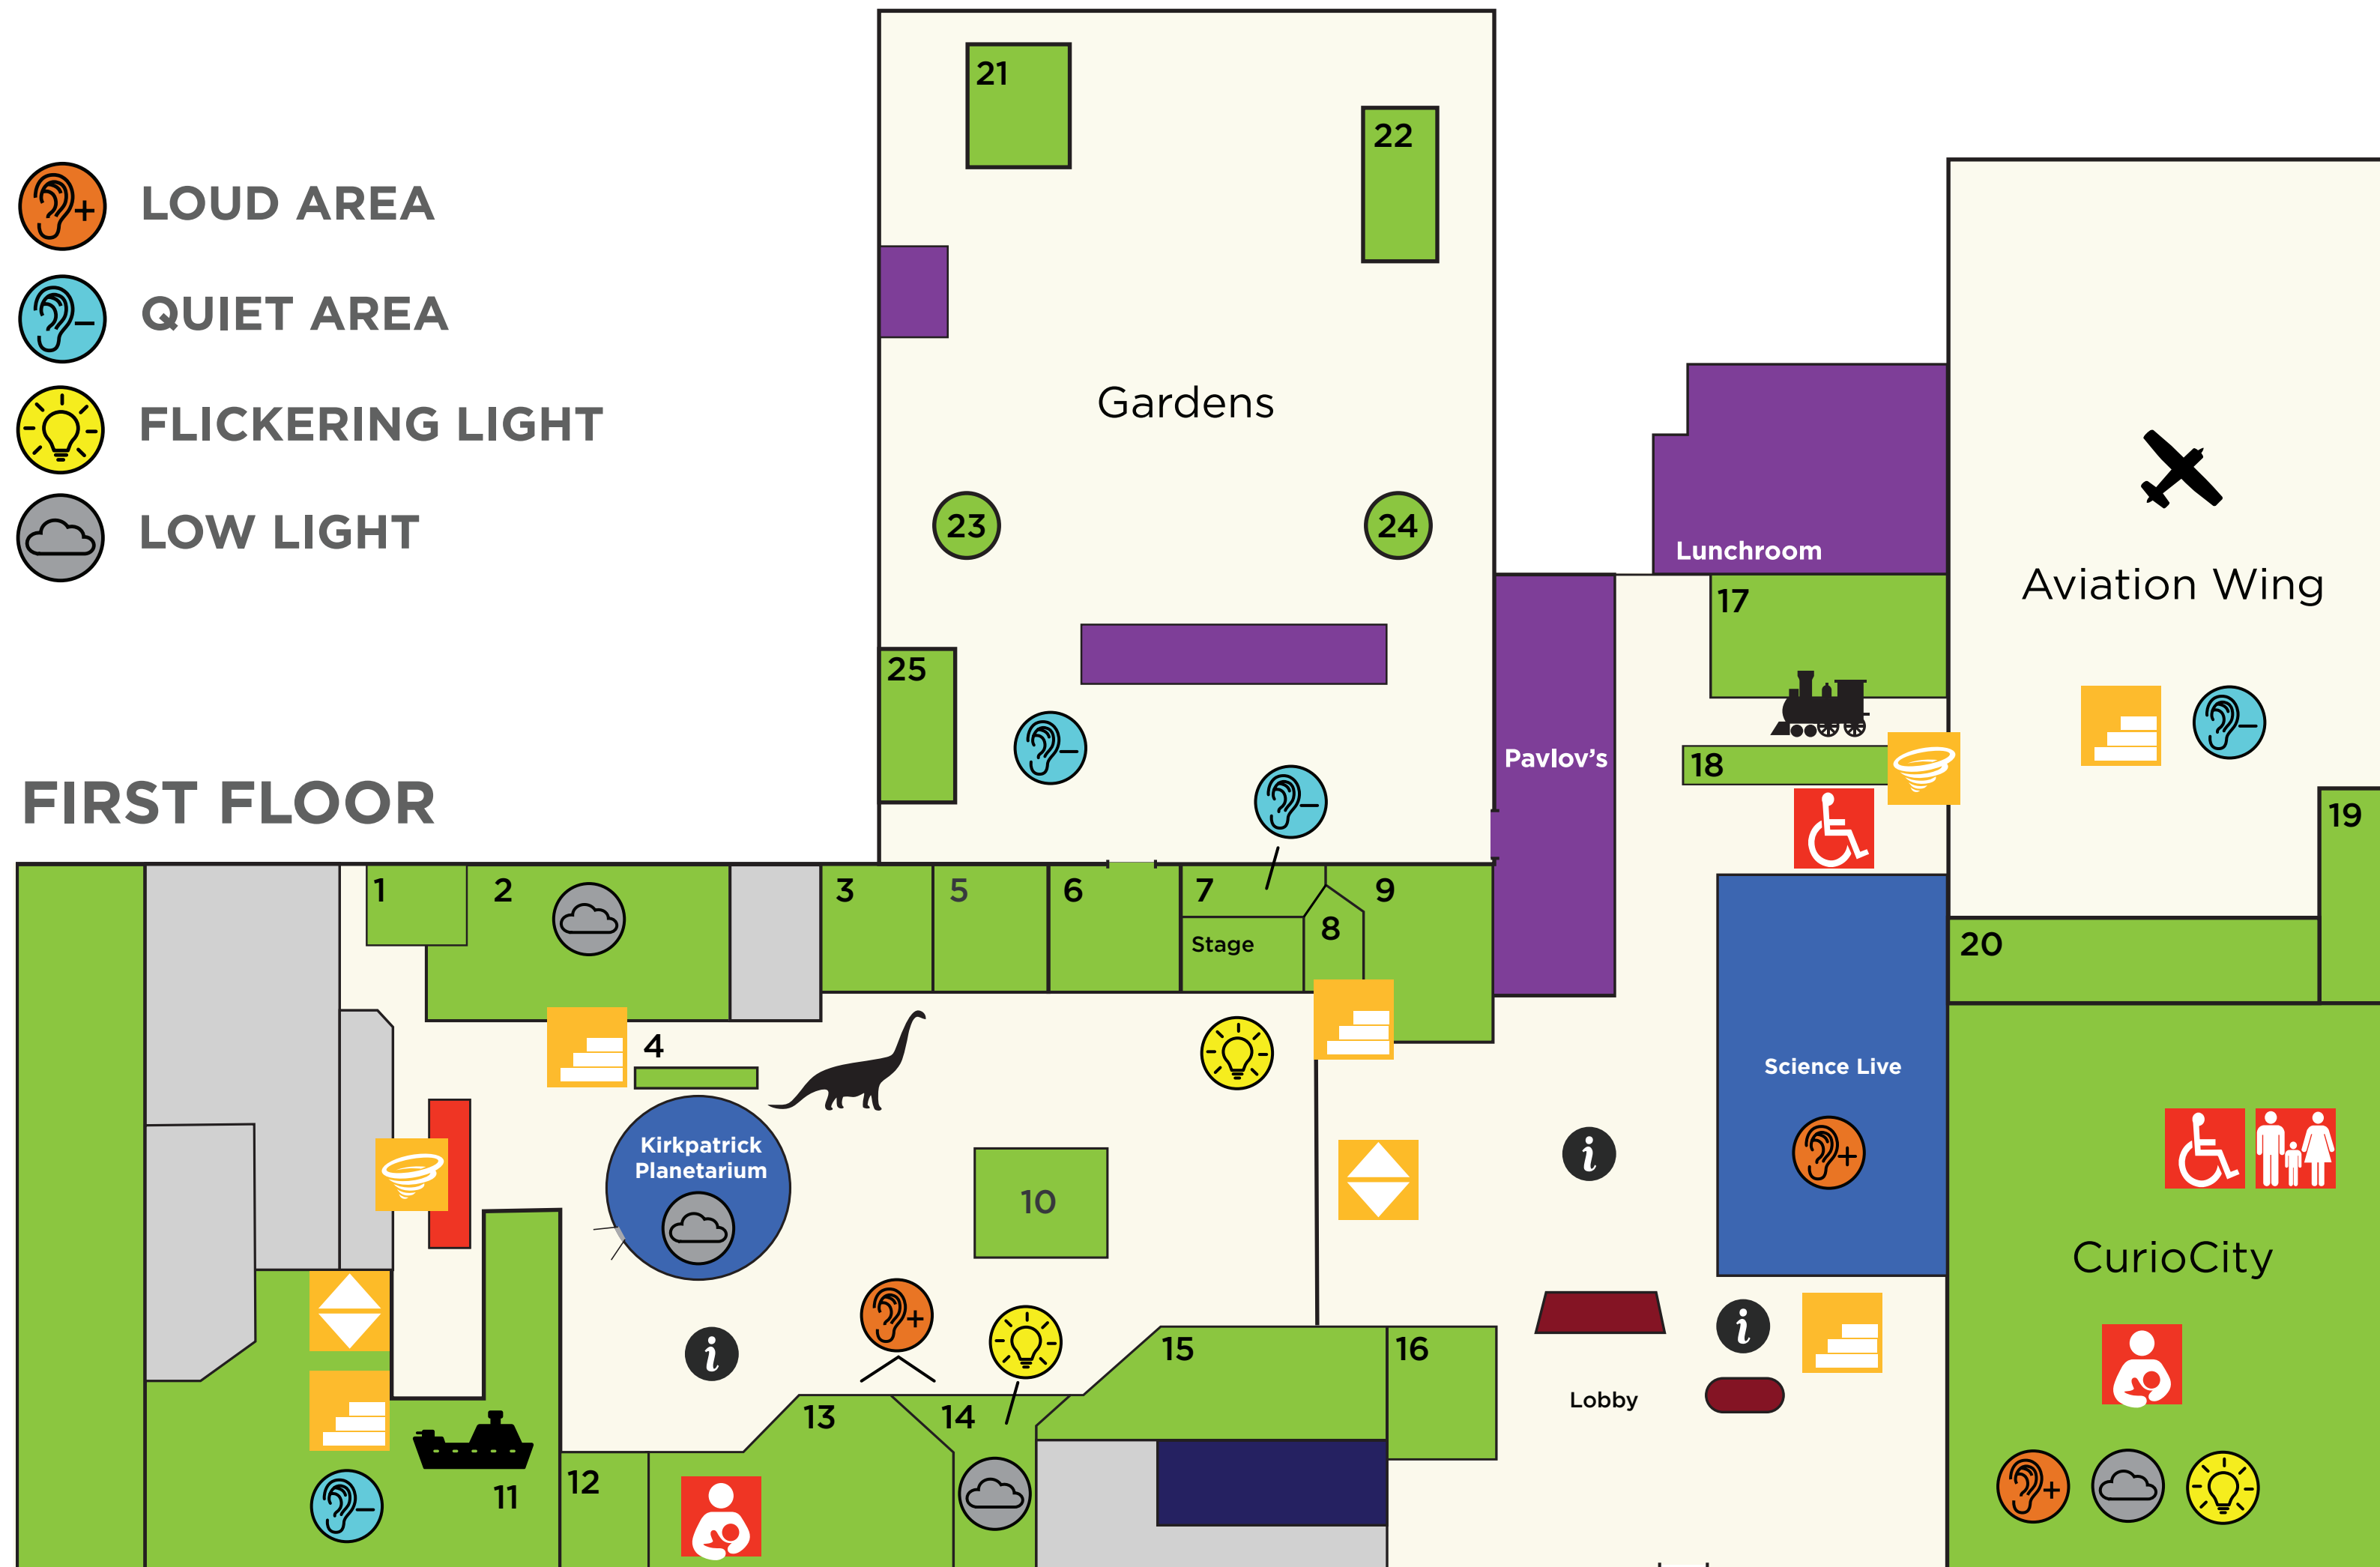 LOUD AREA
QUIET AREA
FLICKERING LIGHT
LOW LIGHT
FIRST FLOOR
21
22
Gardens
23
24
25
Lunchroom
17
Aviation Wing
Pavlov's
18
19
1
2
3
5
6
7
8
9
Stage
20
4
Science Live
i
Kirkpatrick
Planetarium
10
CurioCity
i
i
15
16
Lobby
13
14
12
11